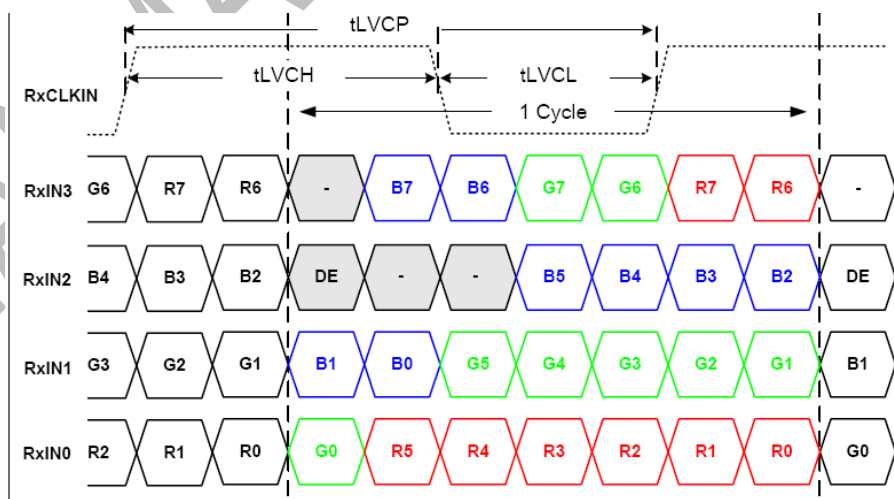 tLVCP
tLVCH tLVCL
RxCLKIN
1 Cycle
RxIN3 G6 R7 R6 - B7 B6 G7 G6 R7 R6 -
RxIN2 B4 B3 B2 DE - - B5 B4 B3 B2 DE
RxIN1 G3 G2 G1 B1 B0 G5 G4 G3 G2 G1 B1
RxIN0 R2 R1 R0 G0 R5 R4 R3 R2 R1 R0 G0